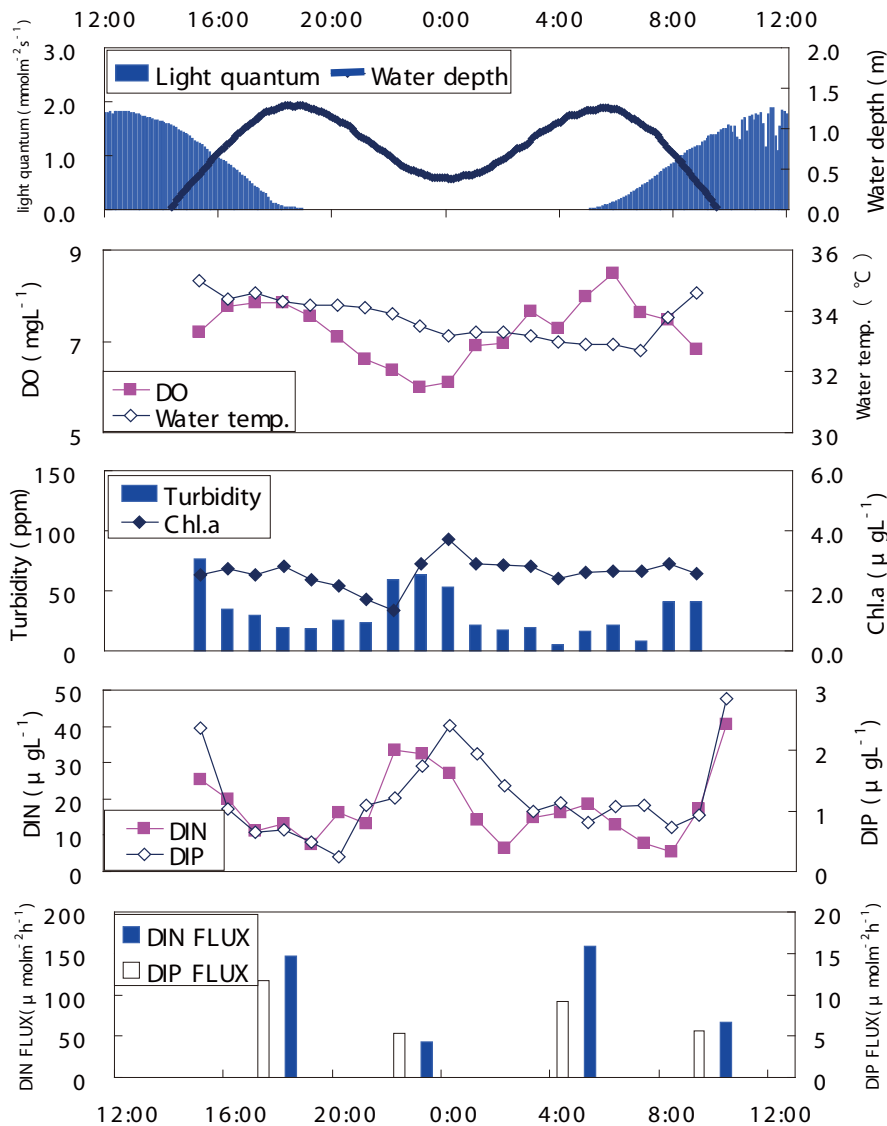 12:00 16:00 20:00 0:00 4:00 8:00 12:00
light quantum ( mmolm⁻²s⁻¹)
3.0
2.0
1.0
0.0
Light quantum Water depth
2.0
1.5
1.0
0.5
0.0
Water depth ( m )
DO ( mgL⁻¹)
9
7
5
DO
Water temp.
36
34
32
30
Water temp. ( °C )
Turbidity ( ppm)
150
100
50
0
Turbidity
Chl.a
6.0
4.0
2.0
0.0
Chl.a ( μ gL⁻¹)
DIN ( μ gL⁻¹)
50
40
30
20
10
0
DIN
DIP
3
2
1
0
DIP ( μ gL⁻¹)
DIN FLUX( μ molm⁻²h⁻¹)
200
150
100
50
0
DIN FLUX
DIP FLUX
20
15
10
5
0
DIP FLUX( μ molm⁻²h⁻¹)
12:00 16:00 20:00 0:00 4:00 8:00 12:00